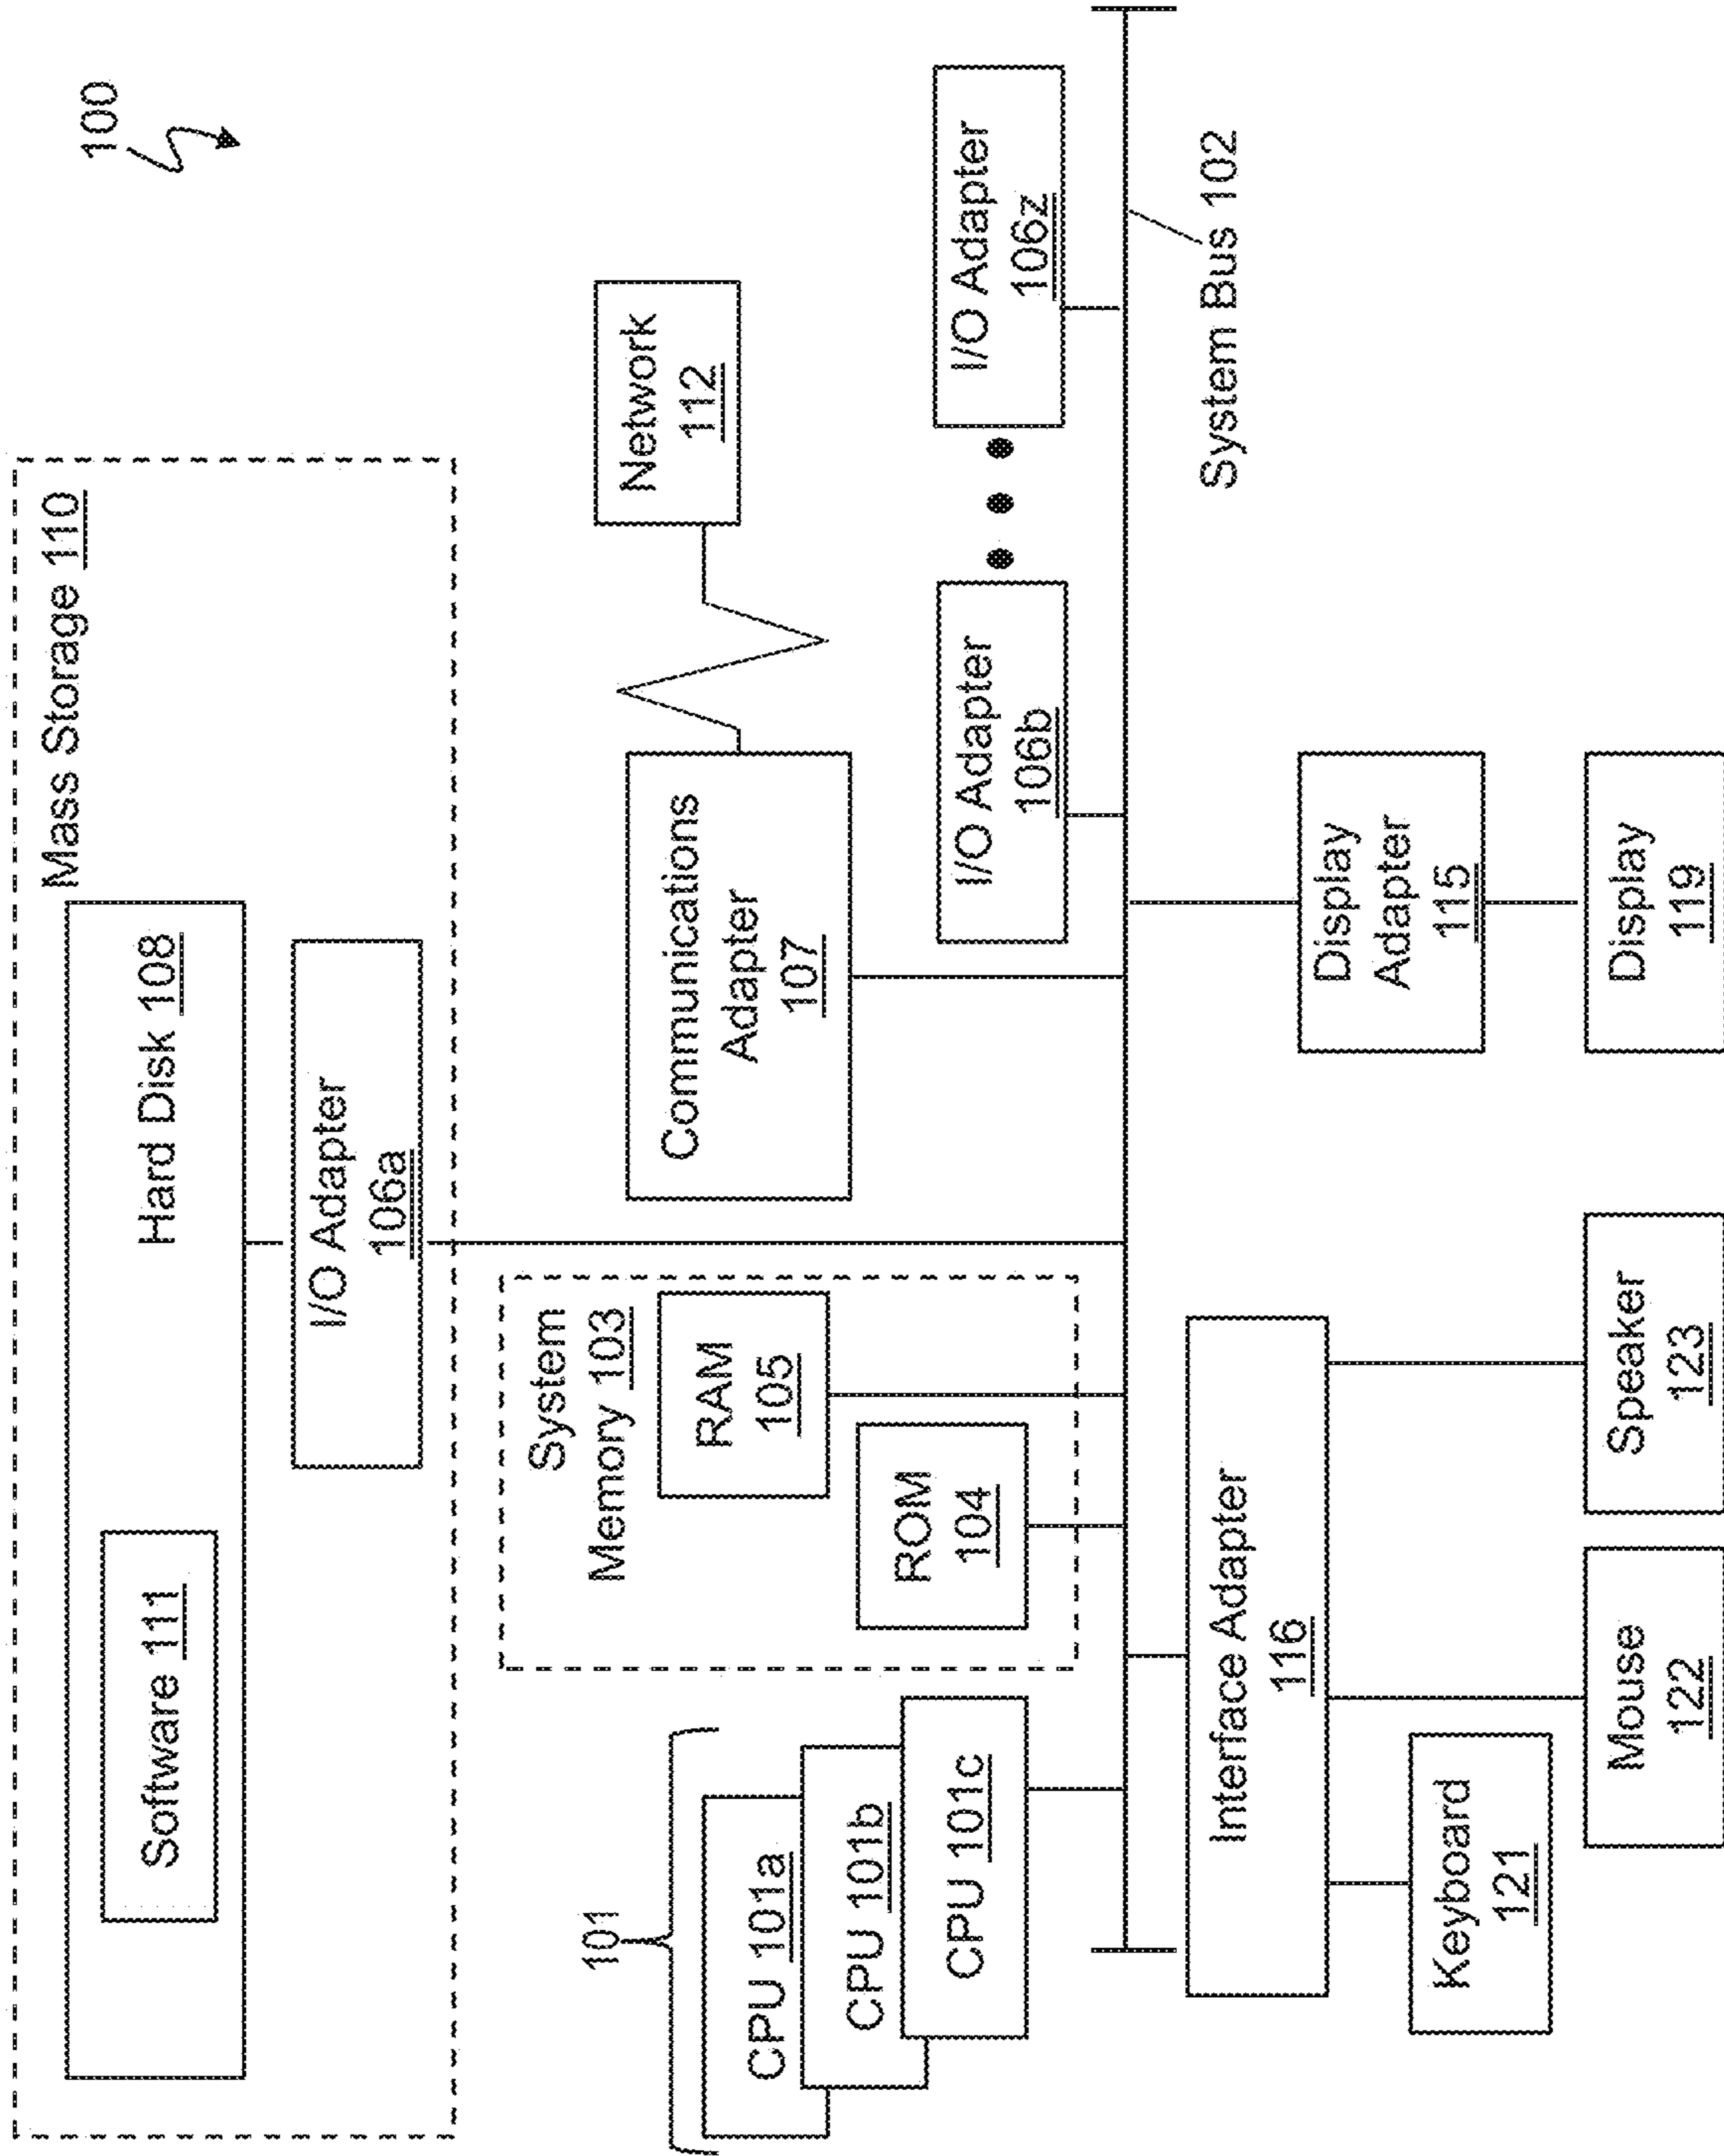 100
Mass Storage 110
Hard Disk 108
Software 111
I/O Adapter
106a
Network
112
Communications
Adapter
107
101
CPU 101a
CPU 101b
CPU 101c
System
Memory 103
RAM
105
ROM
104
I/O Adapter
106b
I/O Adapter
106z
System Bus 102
Interface Adapter
116
Display
Adapter
115
Keyboard
121
Mouse
122
Speaker
123
Display
119